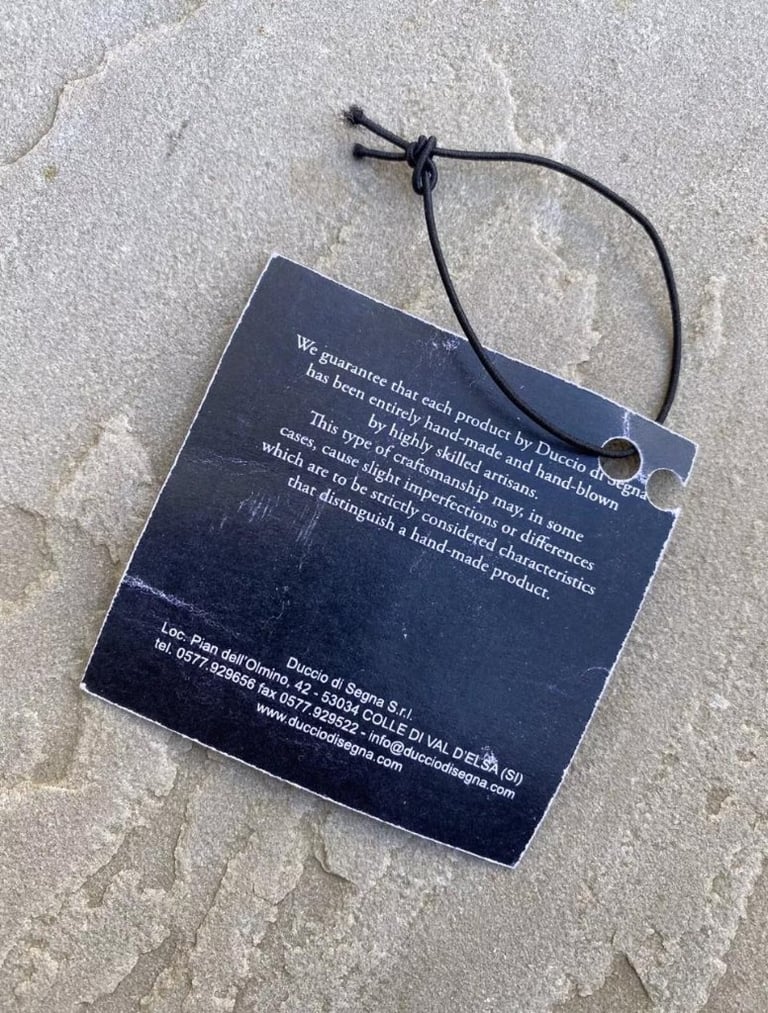 We guarantee that each product by Duccio di Segna
has been entirely hand-made and hand-blown
by highly skilled artisans.
This type of craftsmanship may, in some
cases, cause slight imperfections or differences
which are to be strictly considered characteristics
that distinguish a hand-made product.
Duccio di Segna S.r.l.
Loc. Pian dell'Olmino, 42 - 53034 COLLE DI VAL D'ELSA (SI)
tel. 0577.929656 fax 0577.929522 - info@ducciodisegna.com
www.ducciodisegna.com